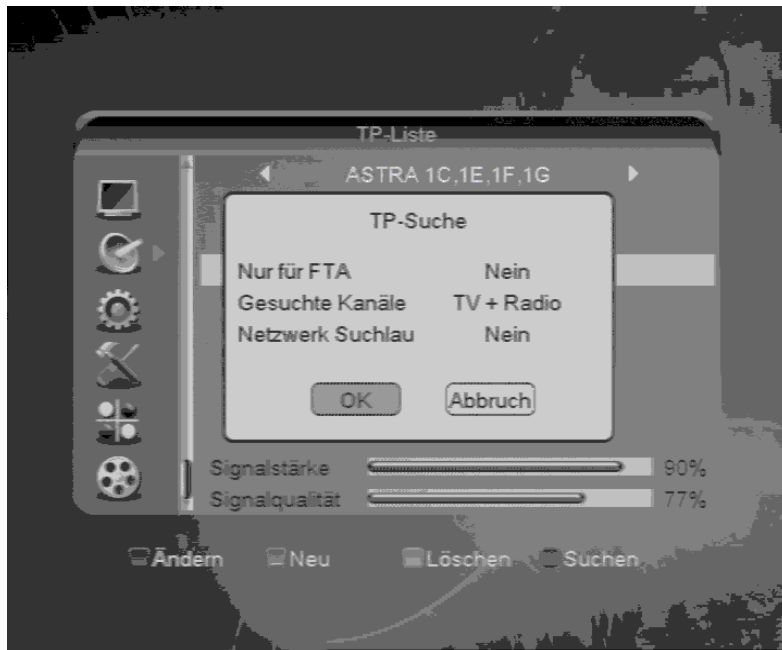 TP-Liste
ASTRA 1C,1E,1F,1G
TP-Suche
Nur für FTA Nein
Gesuchte Kanäle TV + Radio
Netzwerk Suchlau Nein
OK Abbruch
Signalstärke 90%
Signalqualität 77%
Ändern Neu Löschen Suchen